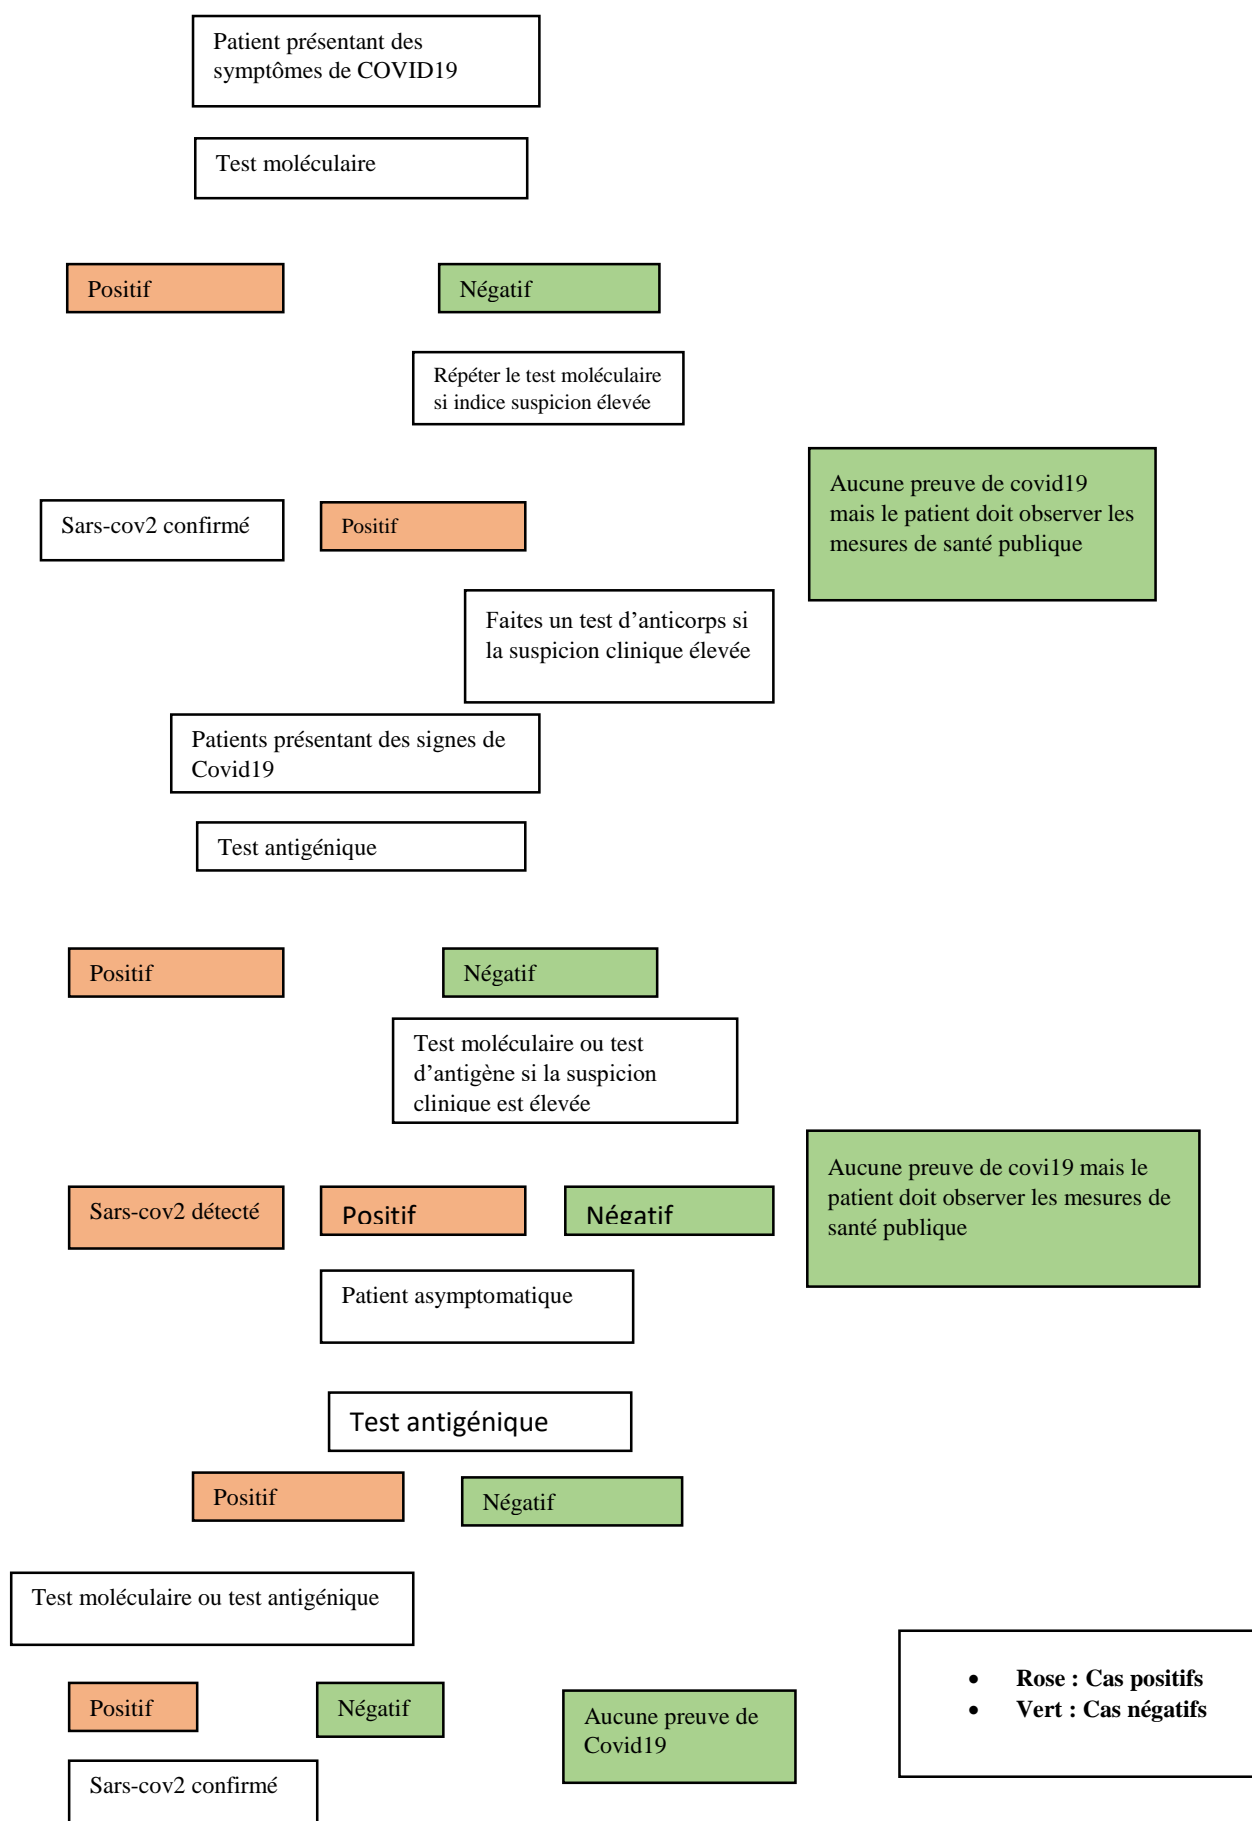 Patient présentant des
symptômes de COVID19
Test moléculaire
Positif
Négatif
Répéter le test moléculaire
si indice suspicion élevée
Aucune preuve de covid19
mais le patient doit observer les
mesures de santé publique
Sars-cov2 confirmé
Positif
Faites un test d’anticorps si
la suspicion clinique élevée
Patients présentant des signes de
Covid19
Test antigénique
Positif
Négatif
Test moléculaire ou test
d’antigène si la suspicion
clinique est élevée
Aucune preuve de covi19 mais le
patient doit observer les mesures de
santé publique
Sars-cov2 détecté
Positif
Négatif
Patient asymptomatique
Test antigénique
Positif
Négatif
Test moléculaire ou test antigénique
• Rose : Cas positifs
• Vert : Cas négatifs
Positif
Négatif
Aucune preuve de
Covid19
Sars-cov2 confirmé